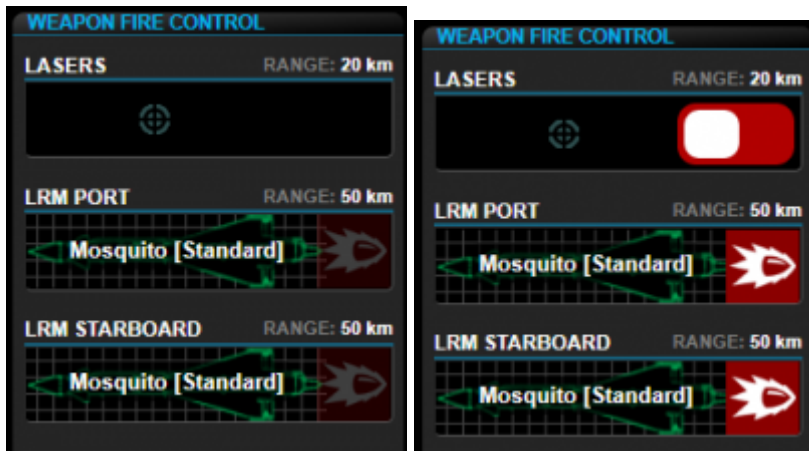 WEAPON FIRE CONTROL
LASERS RANGE: 20 km
LRM PORT RANGE: 50 km
Mosquito [Standard]
LRM STARBOARD RANGE: 50 km
Mosquito [Standard]
WEAPON FIRE CONTROL
LASERS RANGE: 20 km
LRM PORT RANGE: 50 km
Mosquito [Standard]
LRM STARBOARD RANGE: 50 km
Mosquito [Standard]